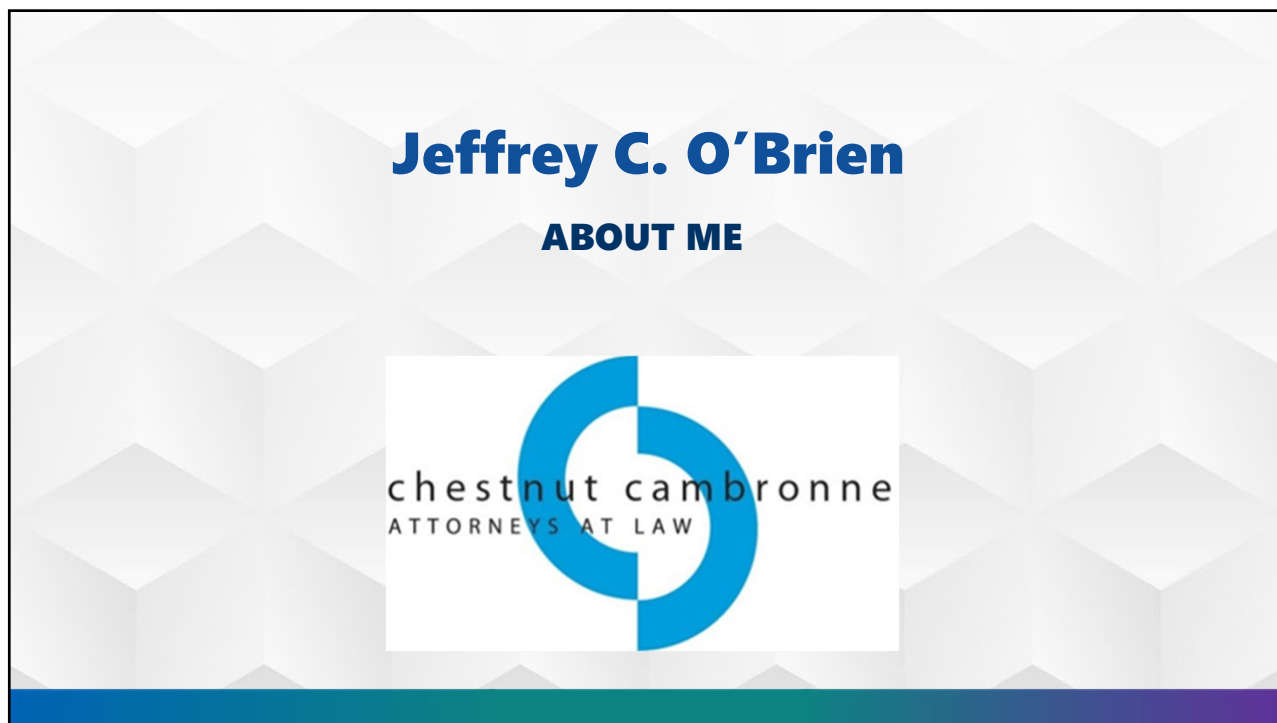 Jeffrey C. O’Brien
ABOUT ME
chestnut cambronne
ATTORNEYS AT LAW